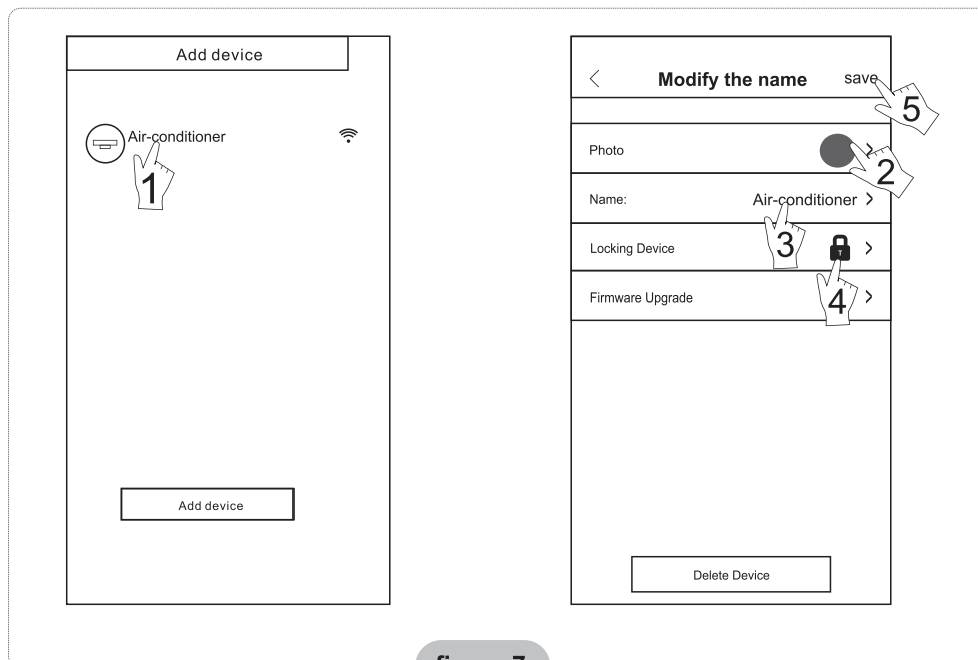 Add device
Air-conditioner
1
Add device
Modify the name save
5
Photo
2
Name: Air-conditioner
3
Locking Device
4
Firmware Upgrade
Delete Device